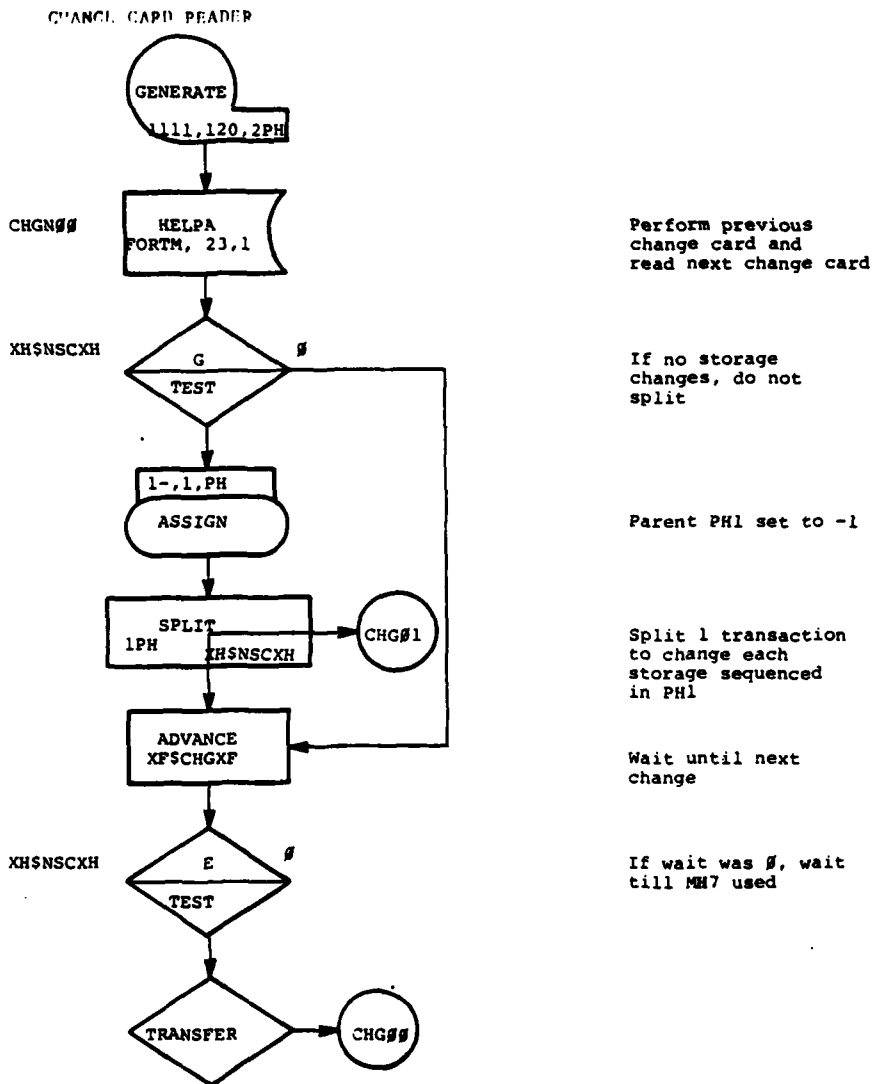 CHANGE CARD READER
GENERATE
1111,120,2PH
CHGNØØ
HELPA
FORTM, 23,1
Perform previous
change card and
read next change card
XH$NSCXH
G
Ø
TEST
If no storage
changes, do not
split
1-,1,PH
ASSIGN
Parent PH1 set to -1
SPLIT
1PH
XH$NSCXH
CHGØ1
Split 1 transaction
to change each
storage sequenced
in PH1
ADVANCE
XF$CHGXF
Wait until next
change
XH$NSCXH
E
Ø
TEST
If wait was Ø, wait
till MH7 used
TRANSFER
CHGØØ